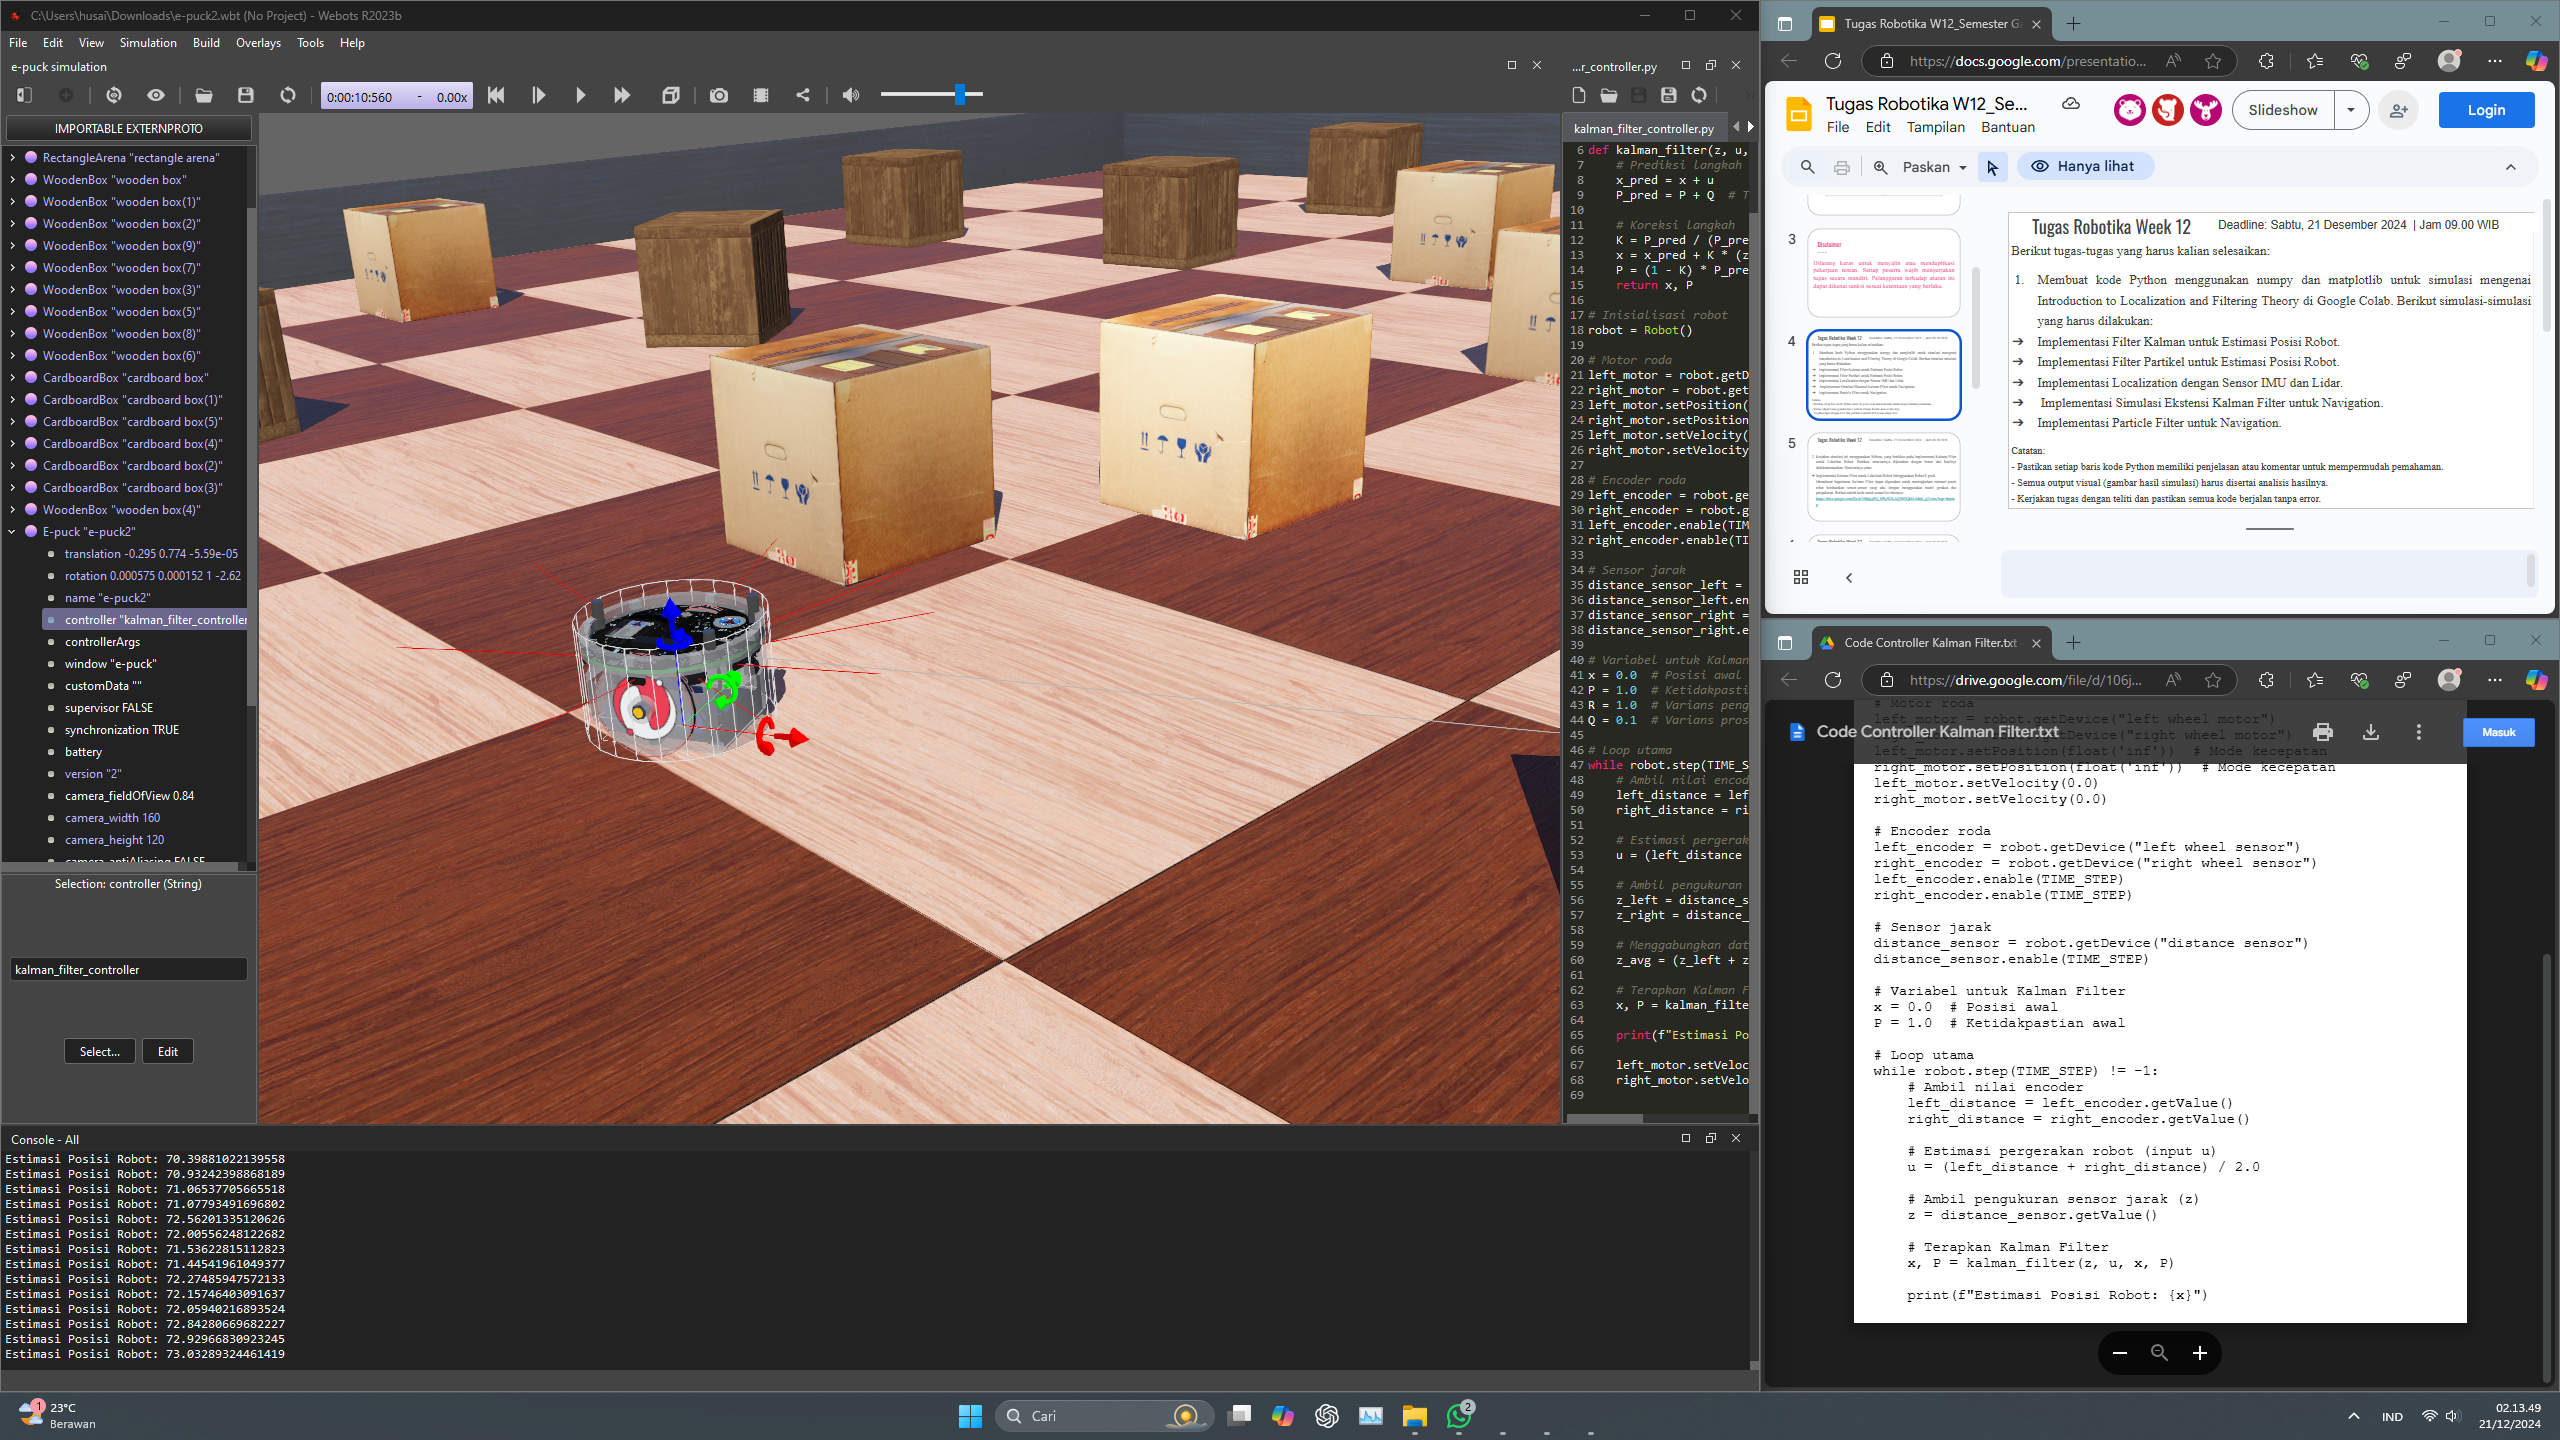 C:\Users\husai\Downloads\e-puck2.wbt (No Project) - Webots R2023b
File Edit View Simulation Build Overlays Tools Help
e-puck simulation
0:00:10:560 - 0.00x
IMPORTABLE EXTERNPROTO
RectangleArena "rectangle arena"
WoodenBox "wooden box"
WoodenBox "wooden box(1)"
WoodenBox "wooden box(2)"
WoodenBox "wooden box(9)"
WoodenBox "wooden box(7)"
WoodenBox "wooden box(3)"
WoodenBox "wooden box(5)"
WoodenBox "wooden box(8)"
WoodenBox "wooden box(6)"
CardboardBox "cardboard box"
CardboardBox "cardboard box(1)"
CardboardBox "cardboard box(5)"
CardboardBox "cardboard box(4)"
CardboardBox "cardboard box(2)"
CardboardBox "cardboard box(3)"
WoodenBox "wooden box(4)"
E-puck "e-puck2"
translation -0.295 0.774 -5.59e-05
rotation 0.000575 0.000152 1 -2.62
name "e-puck2"
controller "kalman_filter_controller
controllerArgs
window "e-puck"
customData ""
supervisor FALSE
synchronization TRUE
battery
version "2"
camera_fieldOfView 0.84
camera_width 160
camera_height 120
camera_antiAliasing FALSE
Selection: controller (String)
kalman_filter_controller
Select... Edit
...r_controller.py
kalman_filter_controller.py
6 def kalman_filter(z, u,
7 # Prediksi langkah
8 x_pred = x + u
9 P_pred = P + Q # T
10
11 # Koreksi langkah
12 K = P_pred / (P_pre
13 x = x_pred + K * (z
14 P = (1 - K) * P_pre
15 return x, P
16
17 # Inisialisasi robot
18 robot = Robot()
19
20 # Motor roda
21 left_motor = robot.getD
22 right_motor = robot.get
23 left_motor.setPosition(
24 right_motor.setPosition
25 left_motor.setVelocity(
26 right_motor.setVelocity
27
28 # Encoder roda
29 left_encoder = robot.ge
30 right_encoder = robot.g
31 left_encoder.enable(TIM
32 right_encoder.enable(TI
33
34 # Sensor jarak
35 distance_sensor_left =
36 distance_sensor_left.en
37 distance_sensor_right =
38 distance_sensor_right.e
39
40 # Variabel untuk Kalman
41 x = 0.0 # Posisi awal
42 P = 1.0 # Ketidakpasti
43 R = 1.0 # Varians peng
44 Q = 0.1 # Varians pros
45
46 # Loop utama
47 while robot.step(TIME_S
48 # Ambil nilai encod
49 left_distance = lef
50 right_distance = ri
51
52 # Estimasi pergerak
53 u = (left_distance
54
55 # Ambil pengukuran
56 z_left = distance_s
57 z_right = distance_
58
59 # Menggabungkan dat
60 z_avg = (z_left + z
61
62 # Terapkan Kalman F
63 x, P = kalman_filte
64
65 print(f"Estimasi Po
66
67 left_motor.setVeloc
68 right_motor.setVelo
69
Console - All
Estimasi Posisi Robot: 70.39881022139558
Estimasi Posisi Robot: 70.93242398868189
Estimasi Posisi Robot: 71.06537705665518
Estimasi Posisi Robot: 71.07793491696802
Estimasi Posisi Robot: 72.56201335120626
Estimasi Posisi Robot: 72.00556248122682
Estimasi Posisi Robot: 71.53622815112823
Estimasi Posisi Robot: 71.44541961049377
Estimasi Posisi Robot: 72.27485947572133
Estimasi Posisi Robot: 72.15746403091637
Estimasi Posisi Robot: 72.05940216893524
Estimasi Posisi Robot: 72.84280669682227
Estimasi Posisi Robot: 72.92966830923245
Estimasi Posisi Robot: 73.03289324461419
Tugas Robotika W12_Semester Ga
https://docs.google.com/presentatio...
Tugas Robotika W12_Se...
File Edit Tampilan Bantuan
Slideshow
Login
Paskan
Hanya lihat
3
Disclaimer
Dilarang keras untuk menyalin atau menduplikasi
pekerjaan teman. Setiap peserta wajib mengerjakan
tugas secara mandiri. Pelanggaran terhadap aturan ini
dapat dikenai sanksi sesuai ketentuan yang berlaku.
4
5
Tugas Robotika Week 12 Deadline: Sabtu, 21 Desember 2024 | Jam 09.00 WIB
Berikut tugas-tugas yang harus kalian selesaikan:
1. Membuat kode Python menggunakan numpy dan matplotlib untuk simulasi mengenai
Introduction to Localization and Filtering Theory di Google Colab. Berikut simulasi-simulasi
yang harus dilakukan:
➔ Implementasi Filter Kalman untuk Estimasi Posisi Robot.
➔ Implementasi Filter Partikel untuk Estimasi Posisi Robot.
➔ Implementasi Localization dengan Sensor IMU dan Lidar.
➔ Implementasi Simulasi Ekstensi Kalman Filter untuk Navigation.
➔ Implementasi Particle Filter untuk Navigation.
Catatan:
- Pastikan setiap baris kode Python memiliki penjelasan atau komentar untuk mempermudah pemahaman.
- Semua output visual (gambar hasil simulasi) harus disertai analisis hasilnya.
- Kerjakan tugas dengan teliti dan pastikan semua kode berjalan tanpa error.
Code Controller Kalman Filter.txt
https://drive.google.com/file/d/106j...
# Motor roda
left_motor = robot.getDevice("left wheel motor")
Code Controller Kalman Filter.txt
Masuk
right_motor.setPosition(float('inf')) # Mode kecepatan
left_motor.setVelocity(0.0)
right_motor.setVelocity(0.0)
# Encoder roda
left_encoder = robot.getDevice("left wheel sensor")
right_encoder = robot.getDevice("right wheel sensor")
left_encoder.enable(TIME_STEP)
right_encoder.enable(TIME_STEP)
# Sensor jarak
distance_sensor = robot.getDevice("distance sensor")
distance_sensor.enable(TIME_STEP)
# Variabel untuk Kalman Filter
x = 0.0 # Posisi awal
P = 1.0 # Ketidakpastian awal
# Loop utama
while robot.step(TIME_STEP) != -1:
# Ambil nilai encoder
left_distance = left_encoder.getValue()
right_distance = right_encoder.getValue()
# Estimasi pergerakan robot (input u)
u = (left_distance + right_distance) / 2.0
# Ambil pengukuran sensor jarak (z)
z = distance_sensor.getValue()
# Terapkan Kalman Filter
x, P = kalman_filter(z, u, x, P)
print(f"Estimasi Posisi Robot: {x}")
1
23°C
Berawan
Cari
2
IND
02.13.49
21/12/2024